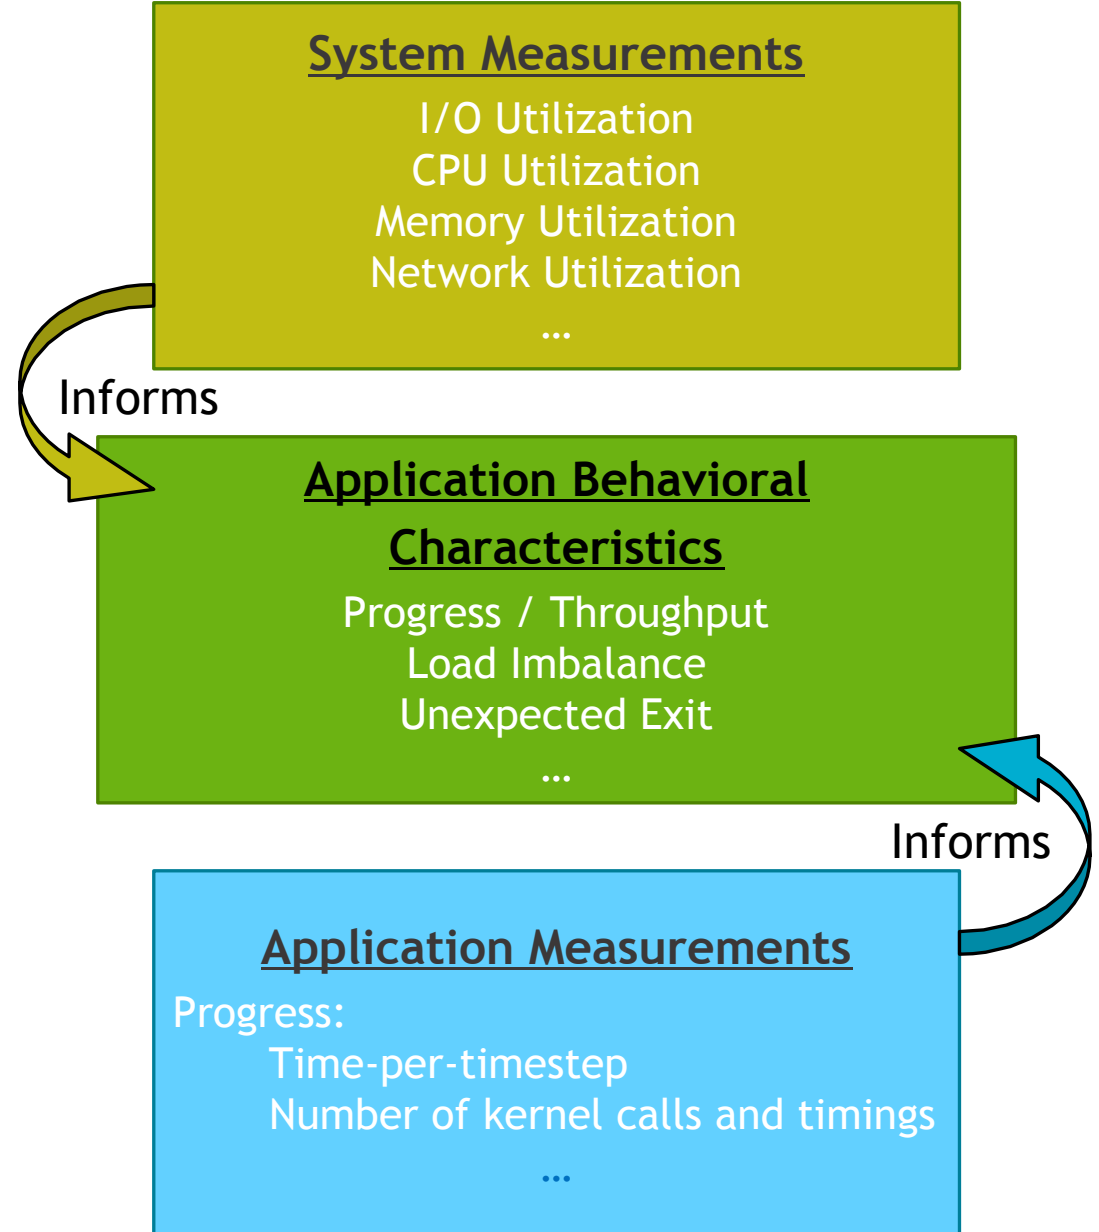 System Measurements
I/O Utilization
CPU Utilization
Memory Utilization
Network Utilization
…
Informs
Application Behavioral
Characteristics
Progress / Throughput
Load Imbalance
Unexpected Exit
…
Informs
Application Measurements
Progress:
Time-per-timestep
Number of kernel calls and timings
…